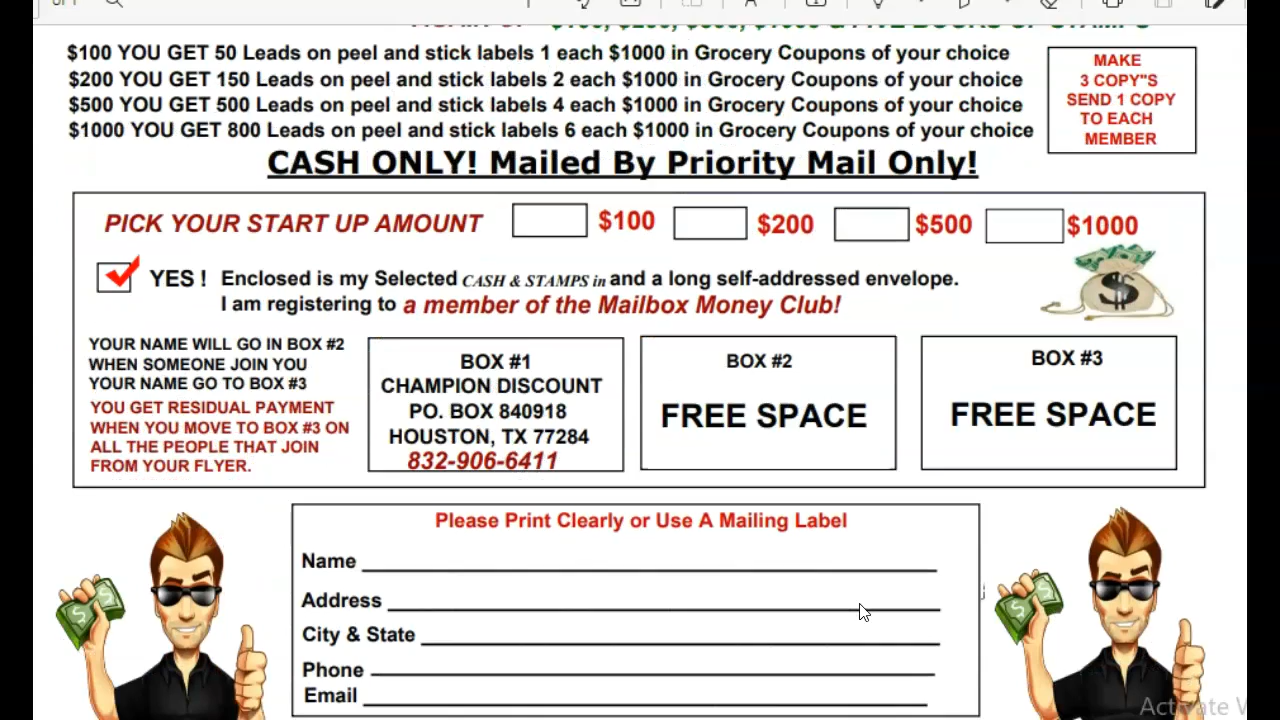 $100, $200, $500, $1000 & FIVE BOOKS OF STAMPS
$100 YOU GET 50 Leads on peel and stick labels 1 each $1000 in Grocery Coupons of your choice
$200 YOU GET 150 Leads on peel and stick labels 2 each $1000 in Grocery Coupons of your choice
$500 YOU GET 500 Leads on peel and stick labels 4 each $1000 in Grocery Coupons of your choice
$1000 YOU GET 800 Leads on peel and stick labels 6 each $1000 in Grocery Coupons of your choice
MAKE
3 COPY"S
SEND 1 COPY
TO EACH
MEMBER
CASH ONLY! Mailed By Priority Mail Only!
PICK YOUR START UP AMOUNT $100 $200 $500 $1000
YES ! Enclosed is my Selected CASH & STAMPS in and a long self-addressed envelope.
I am registering to a member of the Mailbox Money Club!
YOUR NAME WILL GO IN BOX #2
WHEN SOMEONE JOIN YOU
YOUR NAME GO TO BOX #3
YOU GET RESIDUAL PAYMENT
WHEN YOU MOVE TO BOX #3 ON
ALL THE PEOPLE THAT JOIN
FROM YOUR FLYER.
BOX #1
CHAMPION DISCOUNT
PO. BOX 840918
HOUSTON, TX 77284
832-906-6411
BOX #2
FREE SPACE
BOX #3
FREE SPACE
Please Print Clearly or Use A Mailing Label
Name
Address
City & State
Phone
Email
Activate